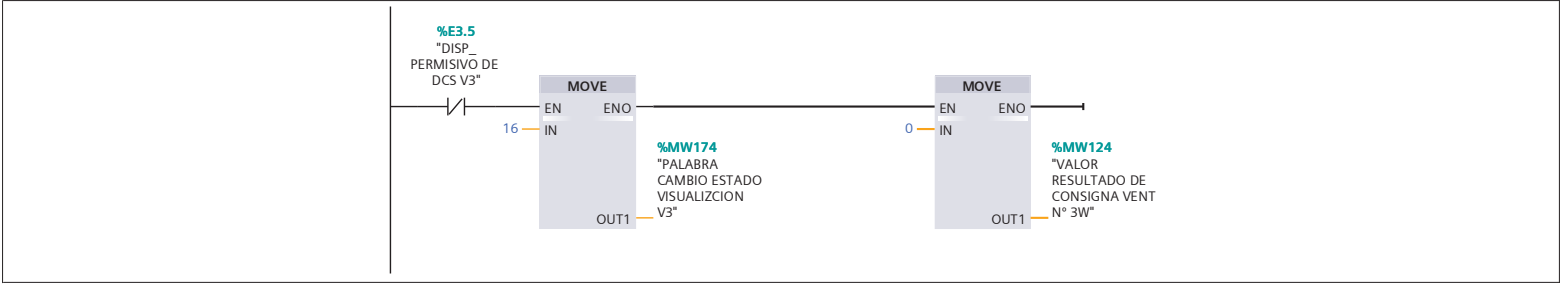 %E3.5
"DISP_
PERMISIVO DE
DCS V3"
MOVE
EN ENO
16 IN
%MW174
"PALABRA
CAMBIO ESTADO
VISUALIZCION
V3"
OUT1
MOVE
EN ENO
0 IN
%MW124
"VALOR
RESULTADO DE
CONSIGNA VENT
N° 3W"
OUT1